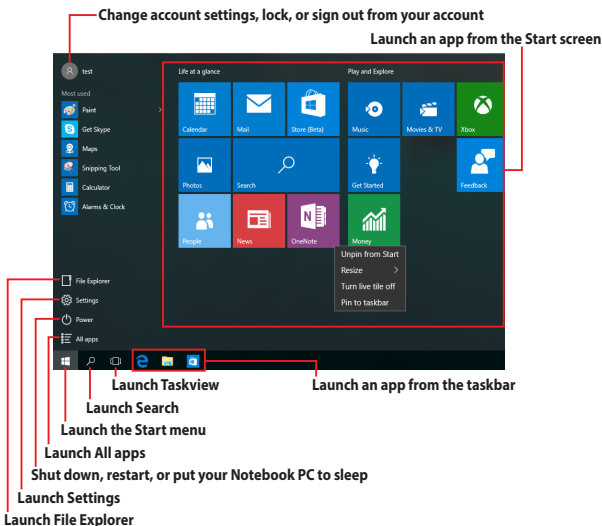 Change account settings, lock, or sign out from your account
Launch an app from the Start screen
test
Life at a glance
Play and Explore
Most used
Paint
Get Skype
Maps
Snipping Tool
Calculator
Alarms & Clock
Calendar
Mail
Store (Beta)
Music
Movies & TV
Xbox
Photos
Search
Get Started
Feedback
People
News
OneNote
Money
Unpin from Start
Resize
Turn live tile off
Pin to taskbar
File Explorer
Settings
Power
All apps
Launch Taskview
Launch an app from the taskbar
Launch Search
Launch the Start menu
Launch All apps
Shut down, restart, or put your Notebook PC to sleep
Launch Settings
Launch File Explorer